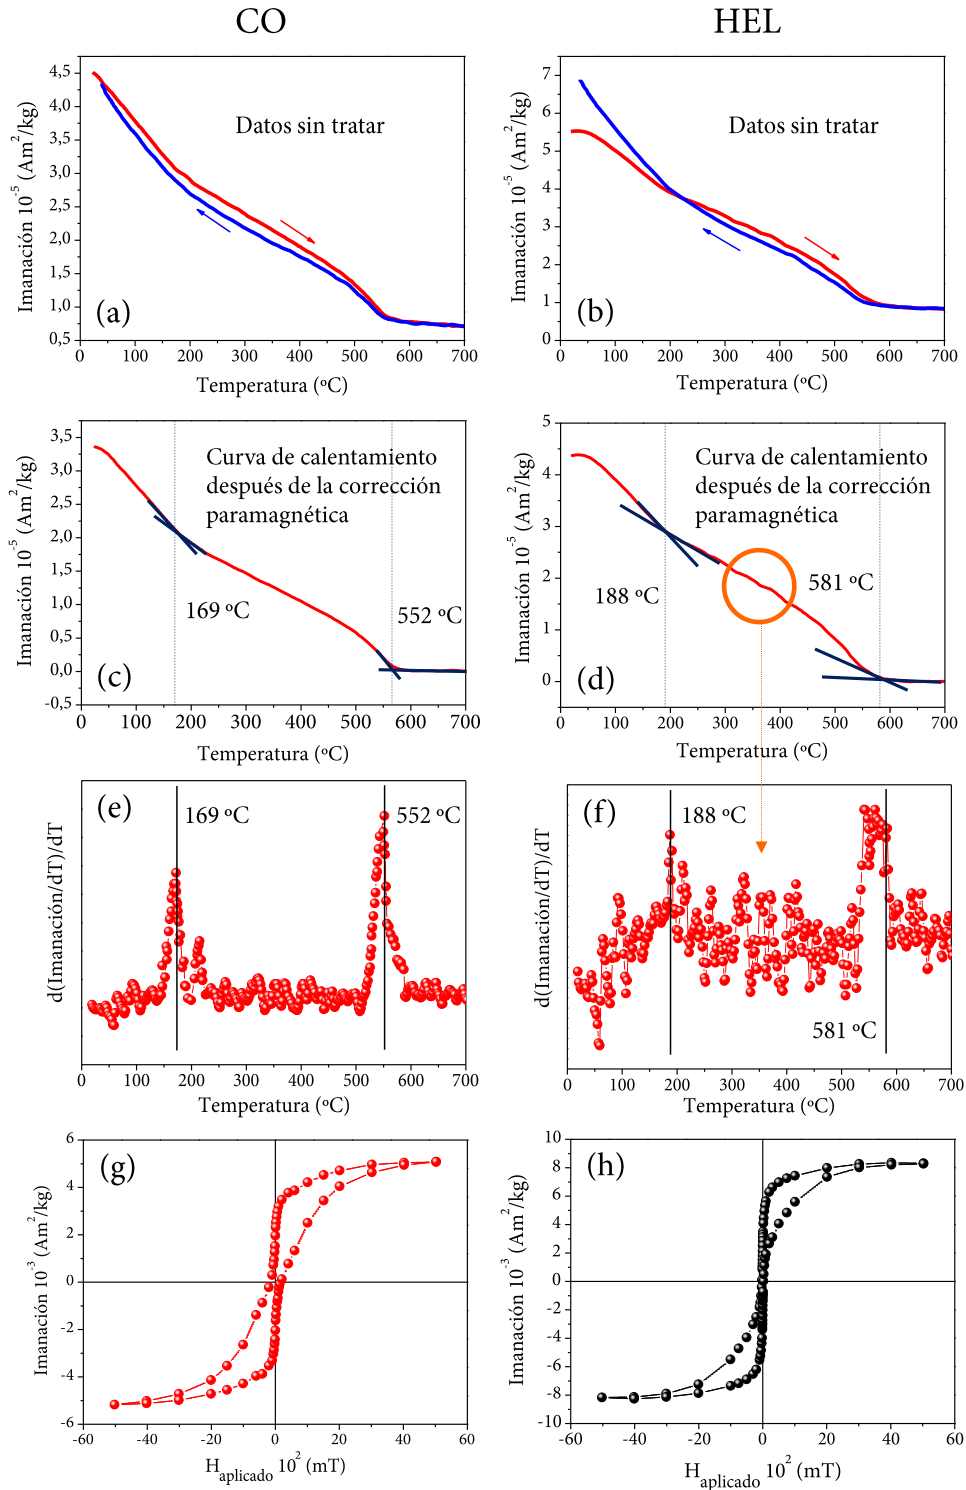 CO
HEL
4,5
4,0
3,5
3,0
2,5
2,0
1,5
1,0
0,5
Imanación 10⁻⁵ (Am²/kg)
Datos sin tratar
(a)
0 100 200 300 400 500 600 700
Temperatura (ºC)
7
6
5
4
3
2
1
0
Imanación 10⁻⁵ (Am²/kg)
Datos sin tratar
(b)
0 100 200 300 400 500 600 700
Temperatura (ºC)
3,5
3,0
2,5
2,0
1,5
1,0
0,5
0,0
-0,5
Imanación 10⁻⁵ (Am²/kg)
Curva de calentamiento
después de la corrección
paramagnética
169 ºC
552 ºC
(c)
0 100 200 300 400 500 600 700
Temperatura (ºC)
5
4
3
2
1
0
Imanación 10⁻⁵ (Am²/kg)
Curva de calentamiento
después de la corrección
paramagnética
188 ºC
581 ºC
(d)
0 100 200 300 400 500 600 700
Temperatura (ºC)
d(Imanación/dT)/dT
(e)
169 ºC
552 ºC
0 100 200 300 400 500 600 700
Temperatura (ºC)
d(Imanación/dT)/dT
(f)
188 ºC
581 ºC
0 100 200 300 400 500 600 700
Temperatura (ºC)
6
4
2
0
-2
-4
-6
Imanación 10⁻³ (Am²/kg)
(g)
-60 -40 -20 0 20 40 60
H aplicado 10² (mT)
10
8
6
4
2
0
-2
-4
-6
-8
-10
Imanación 10⁻³ (Am²/kg)
(h)
-60 -40 -20 0 20 40 60
H aplicado 10² (mT)